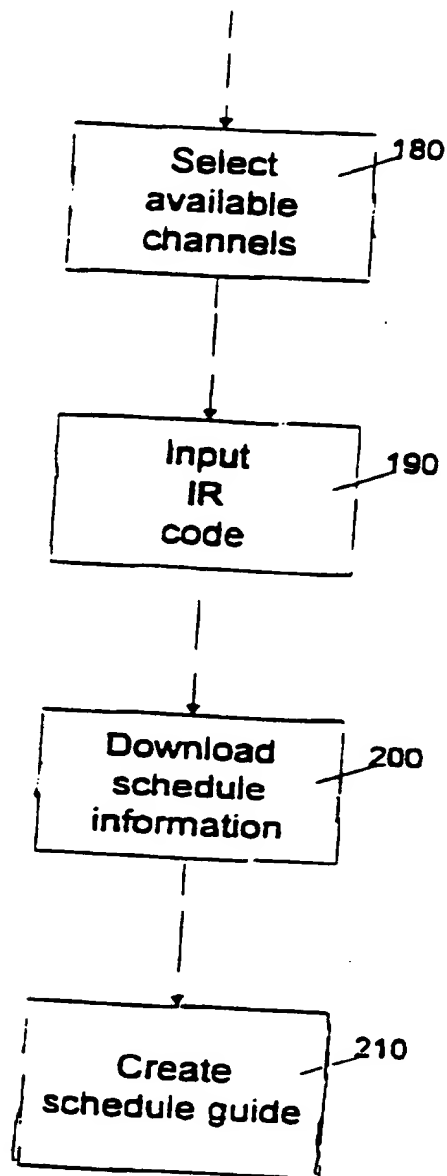 180
Select
available
channels
190
Input
IR
code
200
Download
schedule
information
210
Create
schedule guide